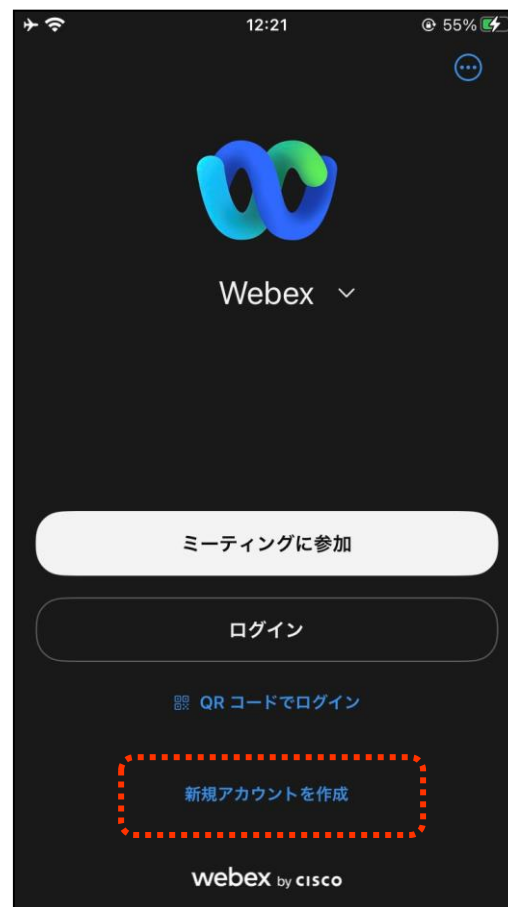 12:21
55%
Webex
ミーティングに参加
ログイン
QR コードでログイン
新規アカウントを作成
webex by CISCO